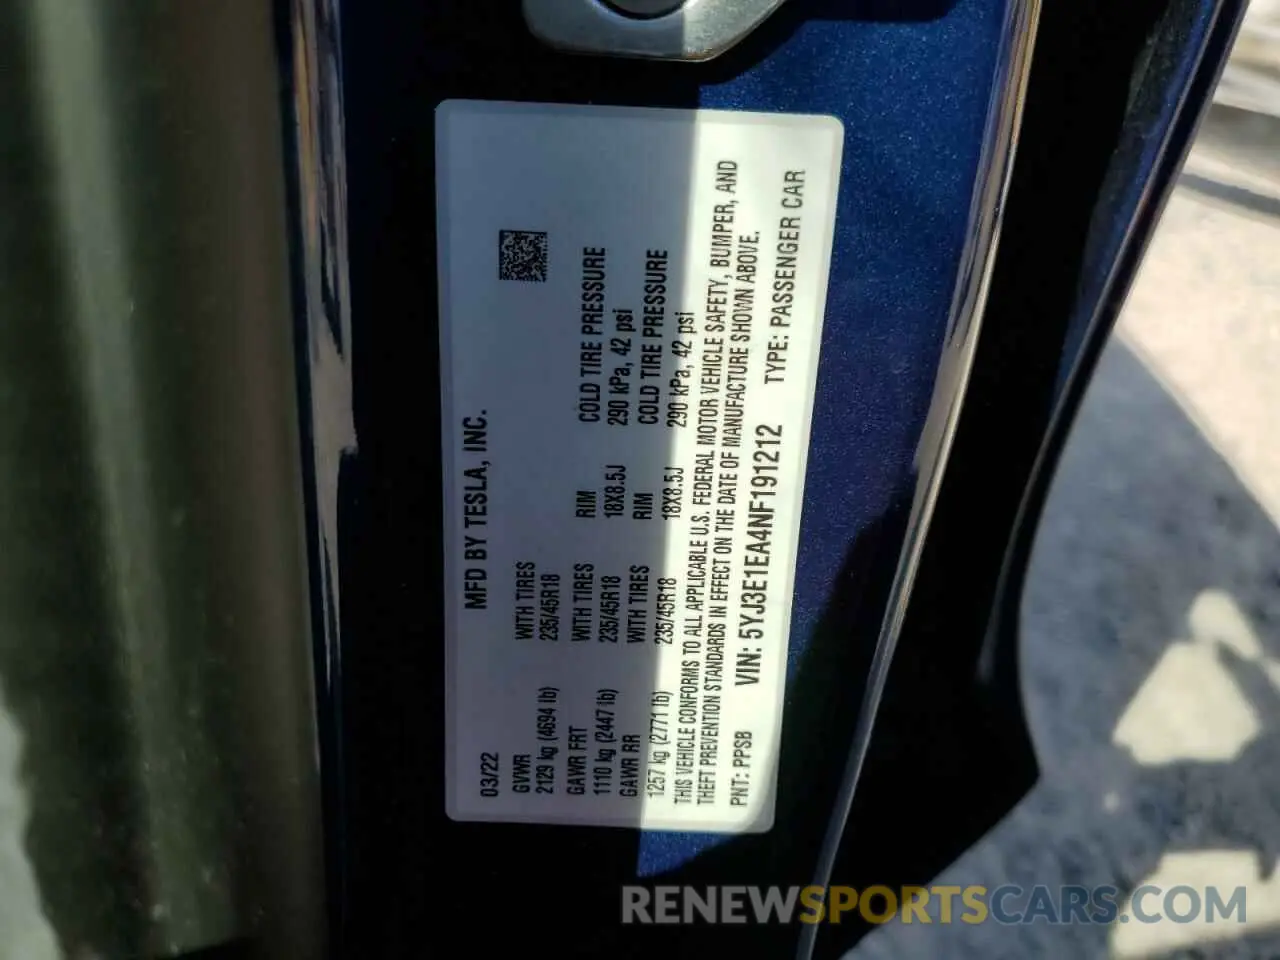 MFD BY TESLA, INC.
03/22
GVWR WITH TIRES
2129 kg (4694 lb) 235/45R18
GAWR FRT WITH TIRES RIM COLD TIRE PRESSURE
1110 kg (2447 lb) 235/45R18 18X8.5J 290 kPa, 42 psi
GAWR RR WITH TIRES RIM COLD TIRE PRESSURE
1257 kg (2771 lb) 235/45R18 18X8.5J 290 kPa, 42 psi
THIS VEHICLE CONFORMS TO ALL APPLICABLE U.S. FEDERAL MOTOR VEHICLE SAFETY, BUMPER, AND
THEFT PREVENTION STANDARDS IN EFFECT ON THE DATE OF MANUFACTURE SHOWN ABOVE.
PNT: PPSB VIN: 5YJ3E1EA4NF191212 TYPE: PASSENGER CAR
RENEWSPORTSCARS.COM